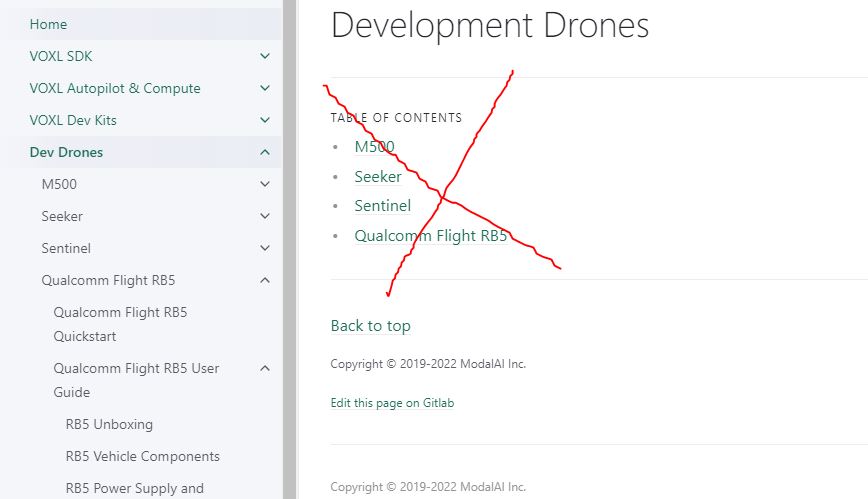 Home
VOXL SDK
VOXL Autopilot & Compute
VOXL Dev Kits
Dev Drones
M500
Seeker
Sentinel
Qualcomm Flight RB5
Qualcomm Flight RB5
Quickstart
Qualcomm Flight RB5 User
Guide
RB5 Unboxing
RB5 Vehicle Components
RB5 Power Supply and
Development Drones
TABLE OF CONTENTS
M500
Seeker
Sentinel
Qualcomm Flight RB5
Back to top
Copyright © 2019-2022 ModalAI Inc.
Edit this page on Gitlab
Copyright © 2019-2022 ModalAI Inc.